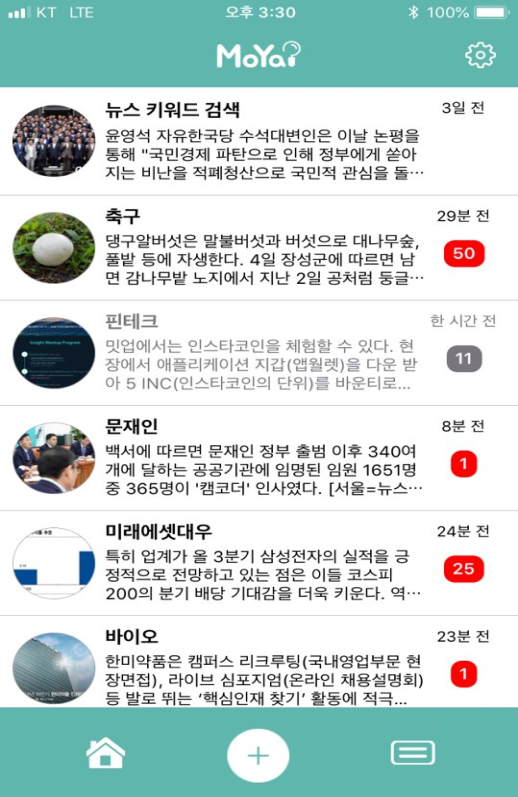 KT LTE 오후 3:30 100%
MoYa
뉴스 키워드 검색 3일 전
윤영석 자유한국당 수석대변인은 이날 논평을
통해 "국민경제 파탄으로 인해 정부에게 쏟아
지는 비난을 적폐청산으로 국민적 관심을 돌…
축구 29분 전
댕구알버섯은 말불버섯과 버섯으로 대나무숲,
풀밭 등에 자생한다. 4일 장성군에 따르면 남
면 감나무밭 노지에서 지난 2일 공처럼 둥글…
50
핀테크 한 시간 전
밋업에서는 인스타코인을 체험할 수 있다. 현
장에서 애플리케이션 지갑(앱월렛)을 다운 받
아 5 INC(인스타코인의 단위)를 바운티로...
11
Insight Meetup Program
문재인 8분 전
백서에 따르면 문재인 정부 출범 이후 340여
개에 달하는 공공기관에 임명된 임원 1651명
중 365명이 '캠코더' 인사였다. [서울=뉴스…
1
미래에셋대우 24분 전
특히 업계가 올 3분기 삼성전자의 실적을 긍
정적으로 전망하고 있는 점은 이들 코스피
200의 분기 배당 기대감을 더욱 키운다. 역…
25
바이오 23분 전
한미약품은 캠퍼스 리크루팅(국내영업부문 현
장면접), 라이브 심포지엄(온라인 채용설명회)
등 발로 뛰는 ‘핵심인재 찾기’ 활동에 적극...
1